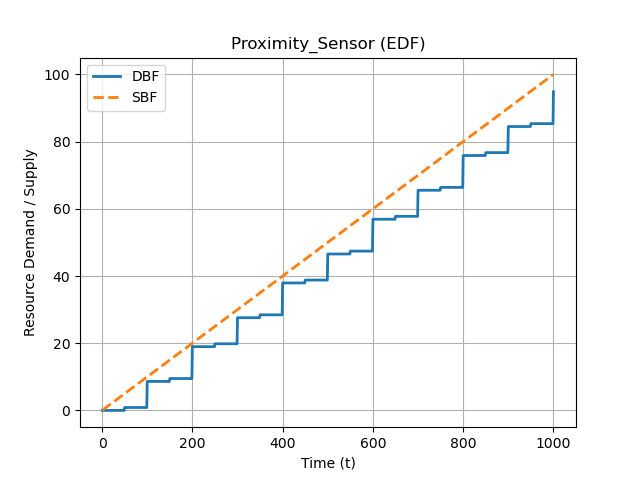 Proximity_Sensor (EDF)
DBF
SBF
Resource Demand / Supply
100
80
60
40
20
0
0 200 400 600 800 1000
Time (t)